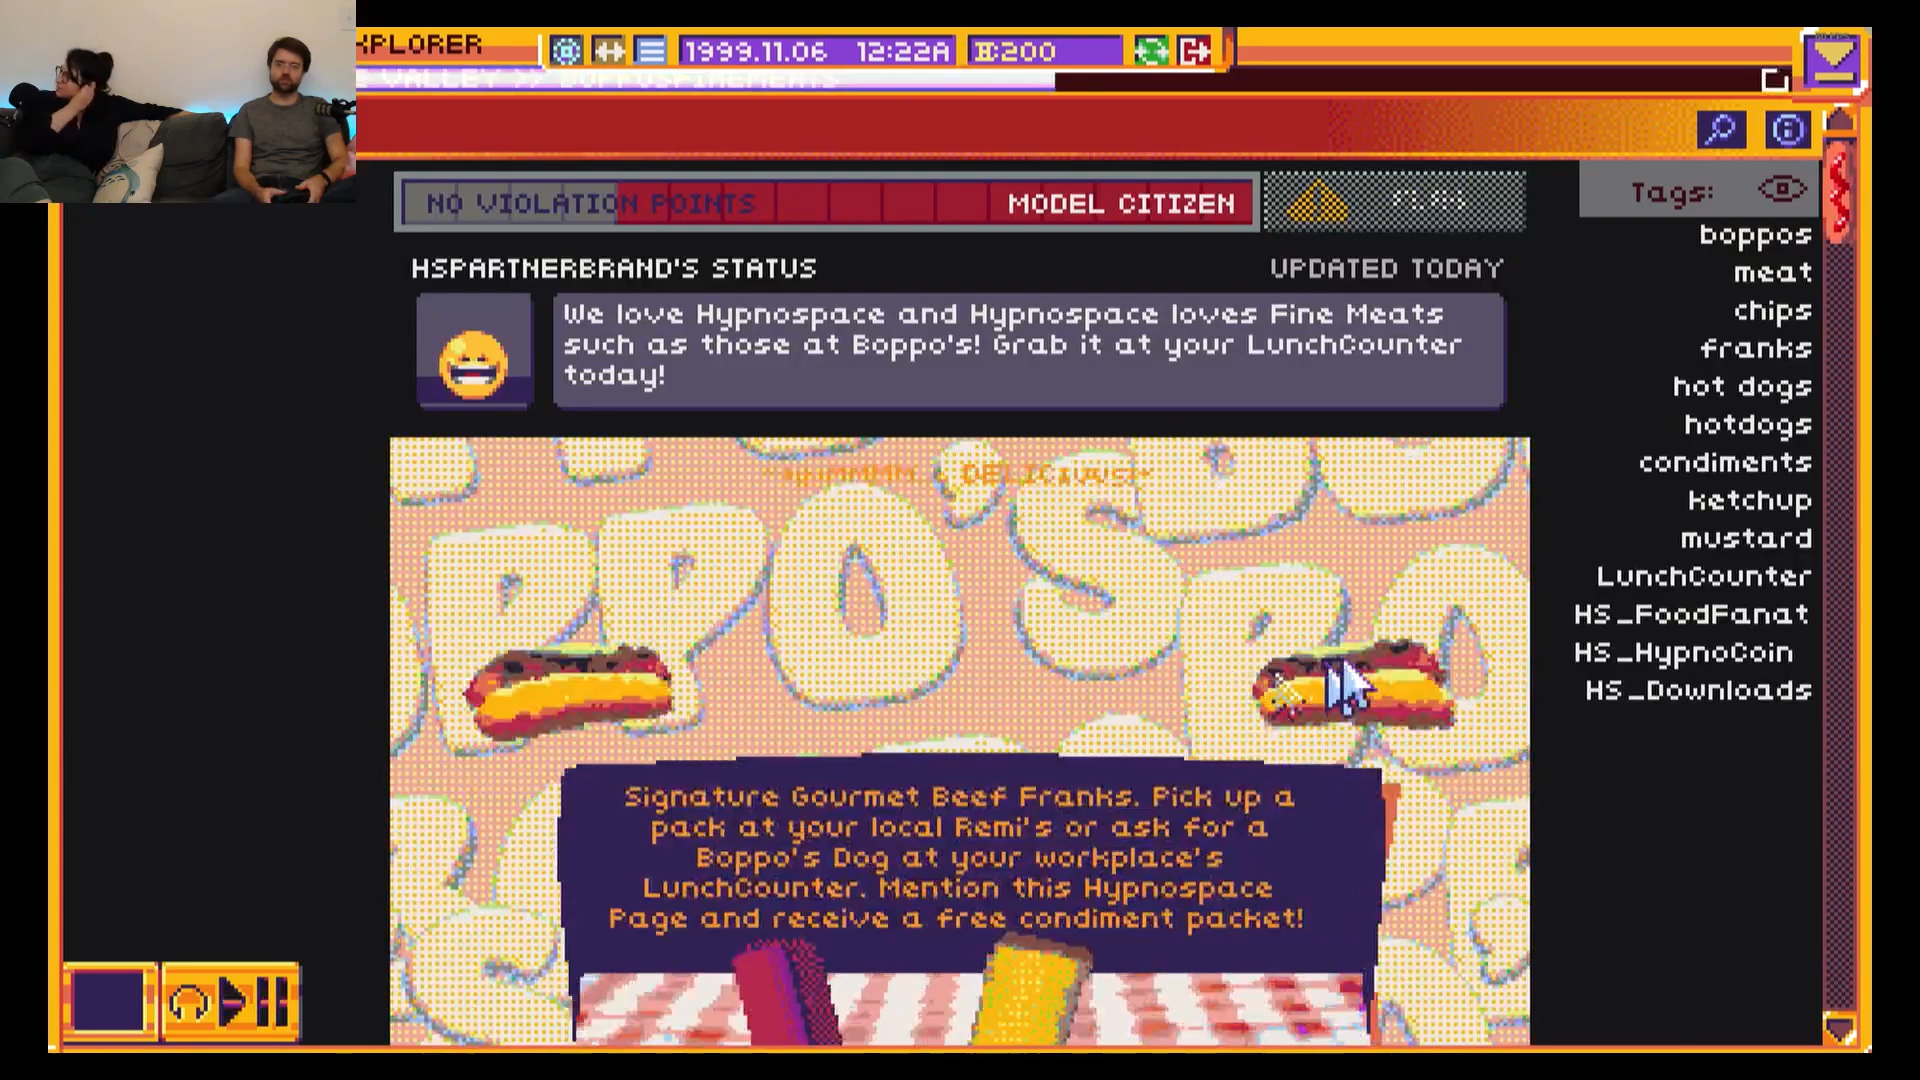 XPLORER
1999.11.06 12:22A
200
VALLEY >> BOPPOSFINEMEATS
NO VIOLATION POINTS
MODEL CITIZEN
Tags:
boppos
meat
chips
franks
hot dogs
hotdogs
condiments
ketchup
mustard
LunchCounter
HS_FoodFanat
HS_HypnoCoin
HS_Downloads
HSPARTNERBRAND'S STATUS
UPDATED TODAY
We love Hypnospace and Hypnospace loves Fine Meats
such as those at Boppo's! Grab it at your LunchCounter
today!
PPO'S BO
Signature Gourmet Beef Franks. Pick up a
pack at your local Remi's or ask for a
Boppo's Dog at your workplace's
LunchCounter. Mention this Hypnospace
Page and receive a free condiment packet!